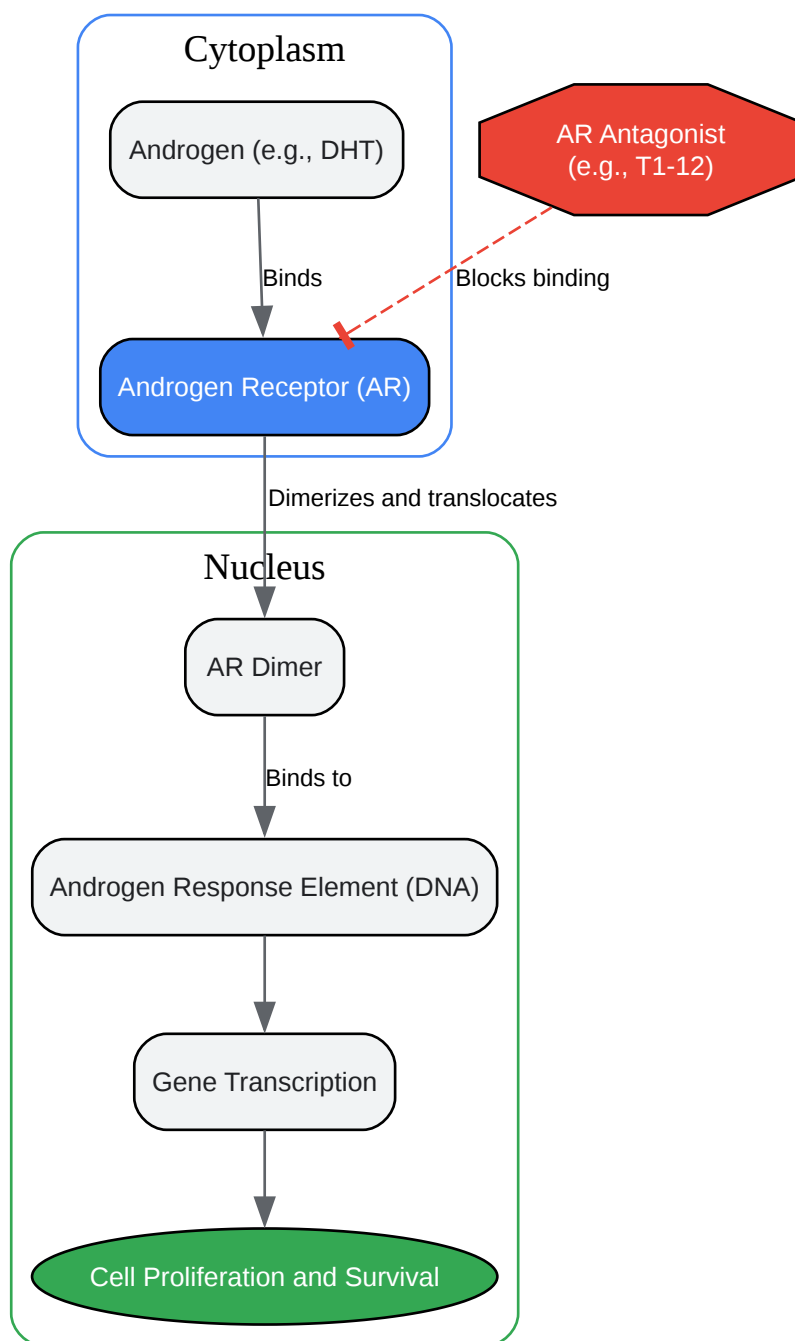 Cytoplasm
Androgen (e.g., DHT)
AR Antagonist
(e.g., T1-12)
Binds
Blocks binding
Androgen Receptor (AR)
Dimerizes and translocates
Nucleus
AR Dimer
Binds to
Androgen Response Element (DNA)
Gene Transcription
Cell Proliferation and Survival